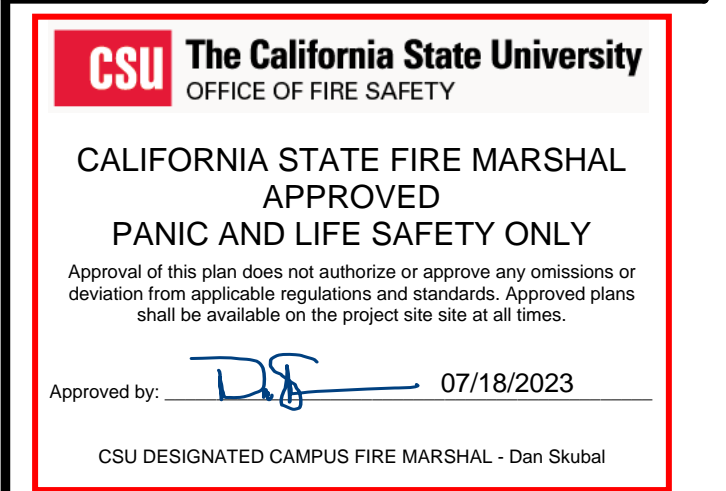 CSU The California State University
OFFICE OF FIRE SAFETY
CALIFORNIA STATE FIRE MARSHAL
APPROVED
PANIC AND LIFE SAFETY ONLY
Approval of this plan does not authorize or approve any omissions or
deviation from applicable regulations and standards. Approved plans
shall be available on the project site site at all times.
Approved by: 07/18/2023
CSU DESIGNATED CAMPUS FIRE MARSHAL - Dan Skubal